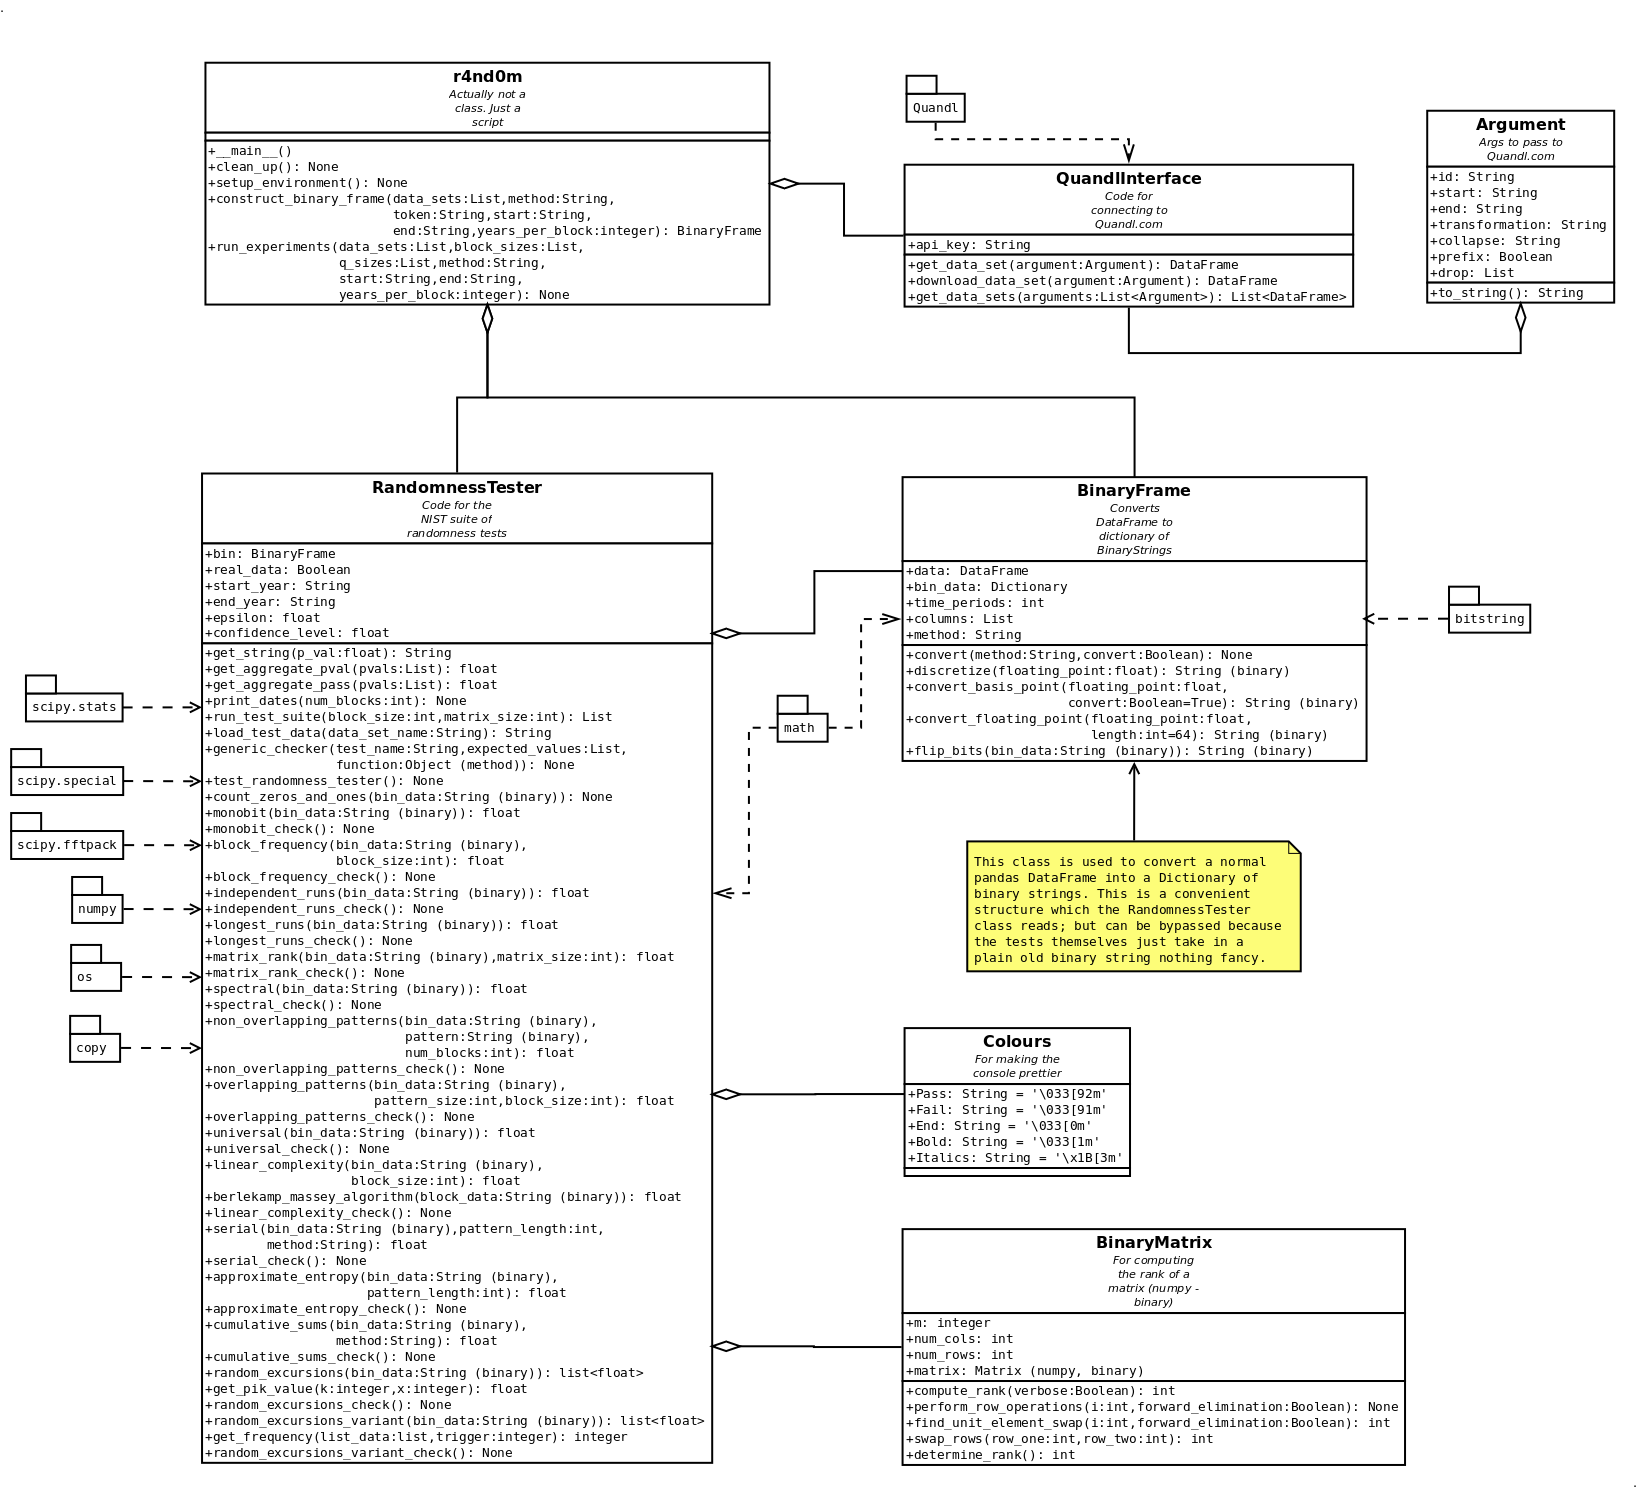 r4nd0m
Actually not a
class. Just a
script
+__main__()
+clean_up(): None
+setup_environment(): None
+construct_binary_frame(data_sets:List,method:String,
token:String,start:String,
end:String,years_per_block:integer): BinaryFrame
+run_experiments(data_sets:List,block_sizes:List,
q_sizes:List,method:String,
start:String,end:String,
years_per_block:integer): None
Quandl
QuandlInterface
Code for
connecting to
Quandl.com
+api_key: String
+get_data_set(argument:Argument): DataFrame
+download_data_set(argument:Argument): DataFrame
+get_data_sets(arguments:List<Argument>): List<DataFrame>
Argument
Args to pass to
Quandl.com
+id: String
+start: String
+end: String
+transformation: String
+collapse: String
+prefix: Boolean
+drop: List
+to_string(): String
RandomnessTester
Code for the
NIST suite of
randomness tests
+bin: BinaryFrame
+real_data: Boolean
+start_year: String
+end_year: String
+epsilon: float
+confidence_level: float
+get_string(p_val:float): String
+get_aggregate_pval(pvals:List): float
+get_aggregate_pass(pvals:List): float
+print_dates(num_blocks:int): None
+run_test_suite(block_size:int,matrix_size:int): List
+load_test_data(data_set_name:String): String
+generic_checker(test_name:String,expected_values:List,
function:Object (method)): None
+test_randomness_tester(): None
+count_zeros_and_ones(bin_data:String (binary)): None
+monobit(bin_data:String (binary)): float
+monobit_check(): None
+block_frequency(bin_data:String (binary),
block_size:int): float
+block_frequency_check(): None
+independent_runs(bin_data:String (binary)): float
+independent_runs_check(): None
+longest_runs(bin_data:String (binary)): float
+longest_runs_check(): None
+matrix_rank(bin_data:String (binary),matrix_size:int): float
+matrix_rank_check(): None
+spectral(bin_data:String (binary)): float
+spectral_check(): None
+non_overlapping_patterns(bin_data:String (binary),
pattern:String (binary),
num_blocks:int): float
+non_overlapping_patterns_check(): None
+overlapping_patterns(bin_data:String (binary),
pattern_size:int,block_size:int): float
+overlapping_patterns_check(): None
+universal(bin_data:String (binary)): float
+universal_check(): None
+linear_complexity(bin_data:String (binary),
block_size:int): float
+berlekamp_massey_algorithm(block_data:String (binary)): float
+linear_complexity_check(): None
+serial(bin_data:String (binary),pattern_length:int,
method:String): float
+serial_check(): None
+approximate_entropy(bin_data:String (binary),
pattern_length:int): float
+approximate_entropy_check(): None
+cumulative_sums(bin_data:String (binary),
method:String): float
+cumulative_sums_check(): None
+random_excursions(bin_data:String (binary)): list<float>
+get_pik_value(k:integer,x:integer): float
+random_excursions_check(): None
+random_excursions_variant(bin_data:String (binary)): list<float>
+get_frequency(list_data:list,trigger:integer): integer
+random_excursions_variant_check(): None
scipy.stats
scipy.special
scipy.fftpack
numpy
os
copy
math
BinaryFrame
Converts
DataFrame to
dictionary of
BinaryStrings
+data: DataFrame
+bin_data: Dictionary
+time_periods: int
+columns: List
+method: String
+convert(method:String,convert:Boolean): None
+discretize(floating_point:float): String (binary)
+convert_basis_point(floating_point:float,
convert:Boolean=True): String (binary)
+convert_floating_point(floating_point:float,
length:int=64): String (binary)
+flip_bits(bin_data:String (binary)): String (binary)
bitstring
This class is used to convert a normal
pandas DataFrame into a Dictionary of
binary strings. This is a convenient
structure which the RandomnessTester
class reads; but can be bypassed because
the tests themselves just take in a
plain old binary string nothing fancy.
Colours
For making the
console prettier
+Pass: String = '\033[92m'
+Fail: String = '\033[91m'
+End: String = '\033[0m'
+Bold: String = '\033[1m'
+Italics: String = '\x1B[3m'
BinaryMatrix
For computing
the rank of a
matrix (numpy -
binary)
+m: integer
+num_cols: int
+num_rows: int
+matrix: Matrix (numpy, binary)
+compute_rank(verbose:Boolean): int
+perform_row_operations(i:int,forward_elimination:Boolean): None
+find_unit_element_swap(i:int,forward_elimination:Boolean): int
+swap_rows(row_one:int,row_two:int): int
+determine_rank(): int